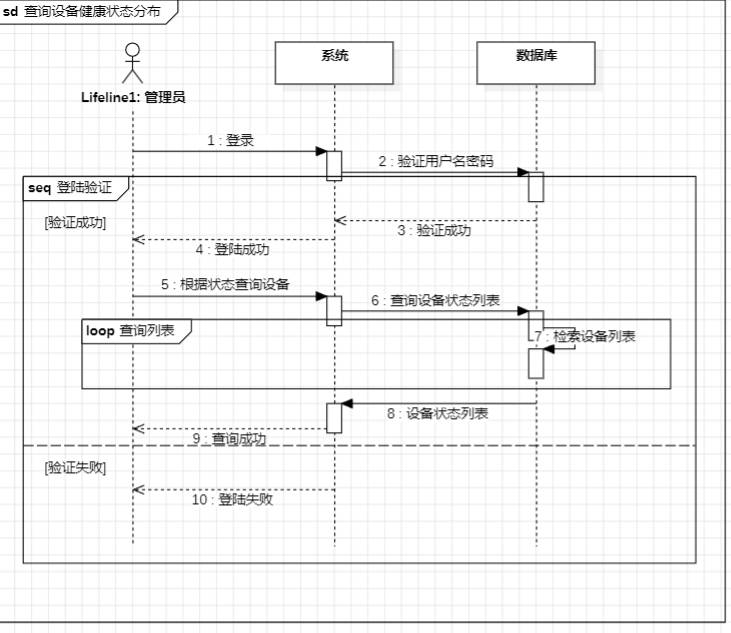 sd 查询设备健康状态分布
系统
数据库
Lifeline1: 管理员
1 : 登录
2 : 验证用户名密码
seq 登陆验证
[验证成功]
3 : 验证成功
4 : 登陆成功
5 : 根据状态查询设备
6 : 查询设备状态列表
loop 查询列表
7 : 检索设备列表
8 : 设备状态列表
9 : 查询成功
[验证失败]
10 : 登陆失败